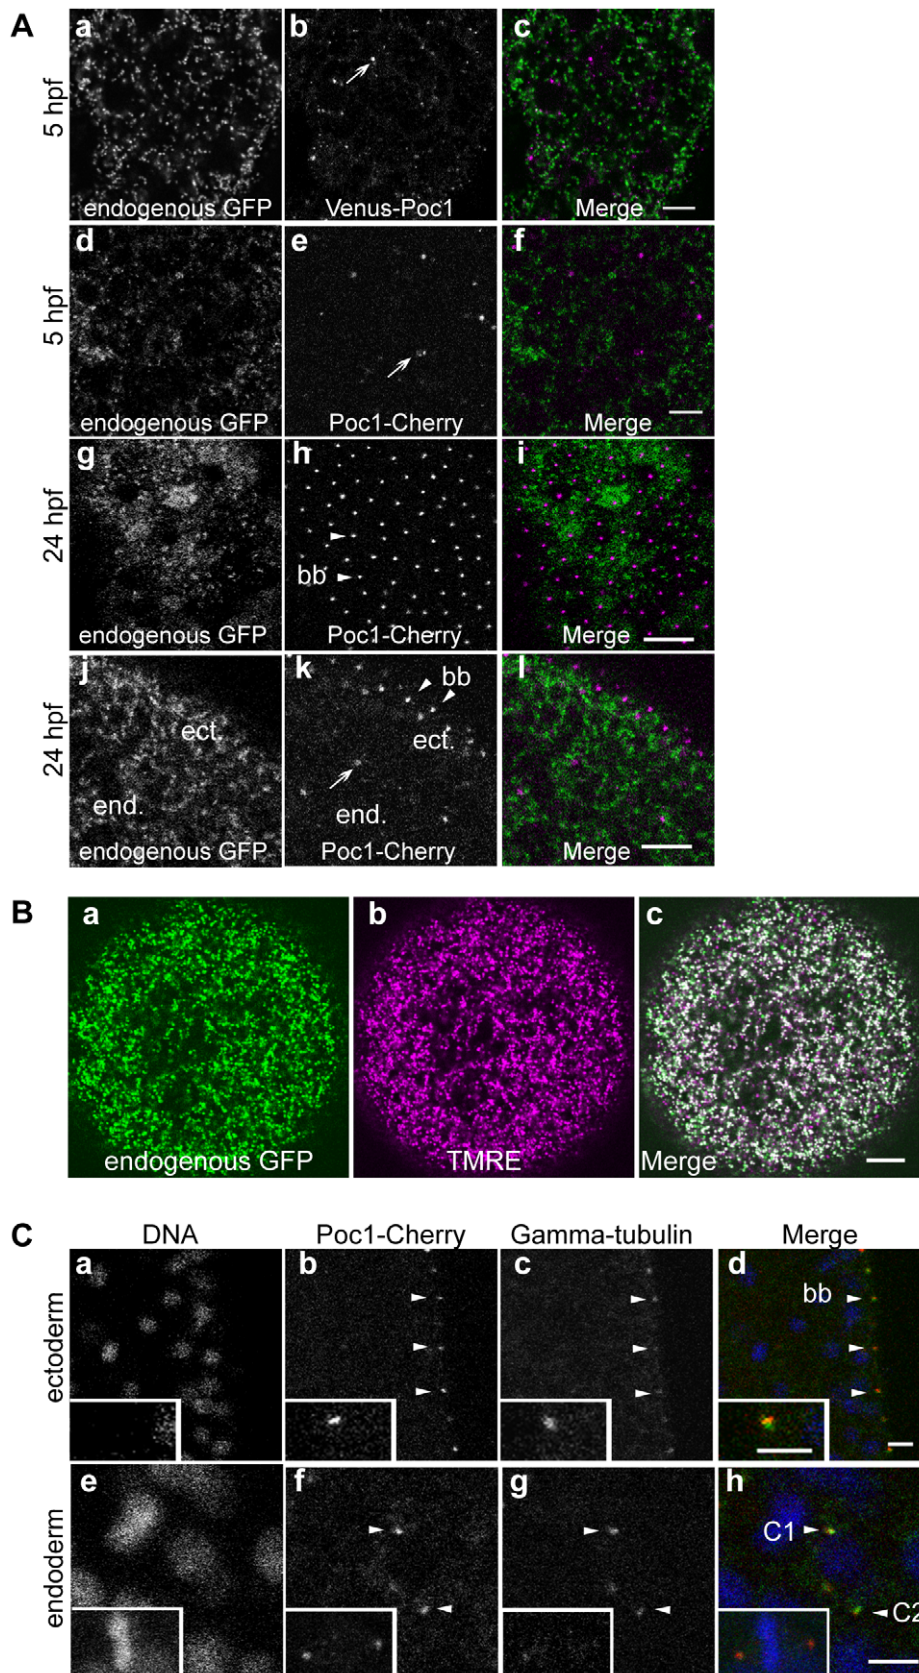 A
a
b
c
5 hpf
endogenous GFP
Venus-Poc1
Merge
d
e
f
5 hpf
endogenous GFP
Poc1-Cherry
Merge
g
h
i
24 hpf
bb
endogenous GFP
Poc1-Cherry
Merge
j
k
l
24 hpf
bb
ect.
ect.
end.
end.
endogenous GFP
Poc1-Cherry
Merge
B
a
b
c
endogenous GFP
TMRE
Merge
C
DNA
Poc1-Cherry
Gamma-tubulin
Merge
a
b
c
d
ectoderm
bb
e
f
g
h
endoderm
C1
C2